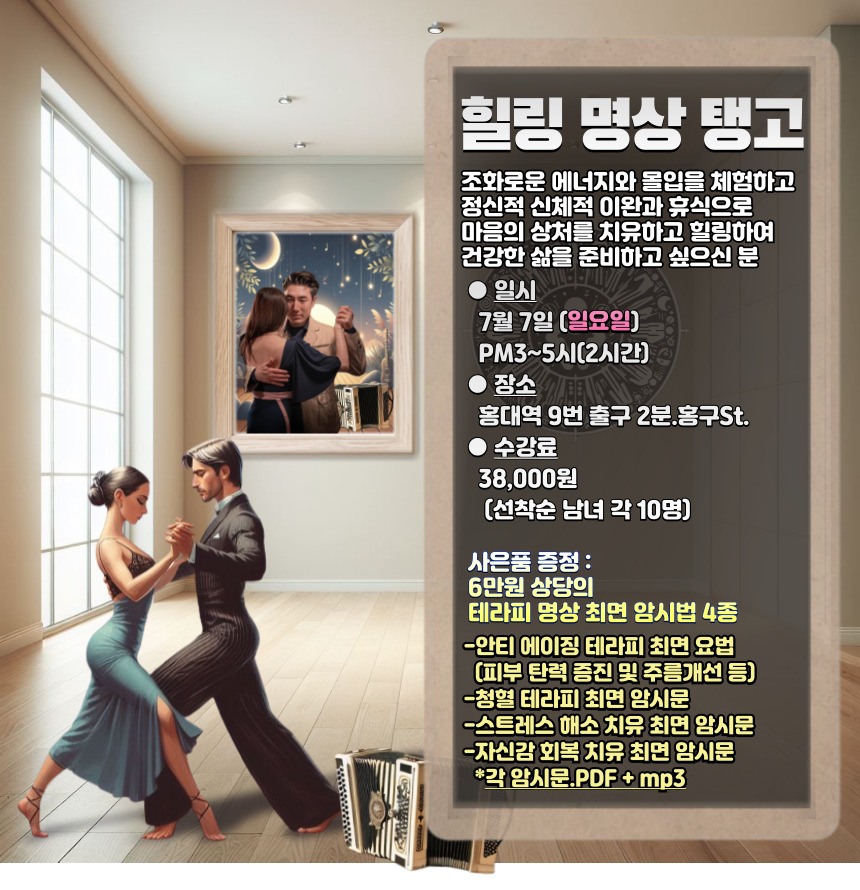 힐링 명상 탱고
조화로운 에너지와 몰입을 체험하고
정신적 신체적 이완과 휴식으로
마음의 상처를 치유하고 힐링하여
건강한 삶을 준비하고 싶으신 분
● 일시
7월 7일 (일요일)
PM3~5시(2시간)
● 장소
홍대역 9번 출구 2분.홍구St.
● 수강료
38,000원
(선착순 남녀 각 10명)
사은품 증정 :
6만원 상당의
테라피 명상 최면 암시법 4종
-안티 에이징 테라피 최면 요법
(피부 탄력 증진 및 주름개선 등)
-청혈 테라피 최면 암시문
-스트레스 해소 치유 최면 암시문
-자신감 회복 치유 최면 암시문
*각 암시문.PDF + mp3